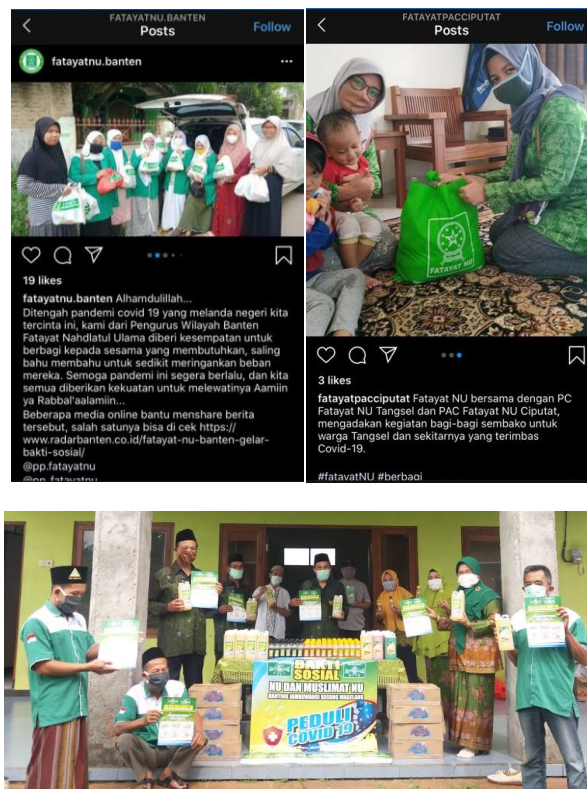 FATAYATNU.BANTEN
Posts
Follow
fatayatnu.banten
19 likes
fatayatnu.banten Alhamdulillah...
Ditengah pandemi covid 19 yang melanda negeri kita
tercinta ini, kami dari Pengurus Wilayah Banten
Fatayat Nahdlatul Ulama diberi kesempatan untuk
berbagi kepada sesama yang membutuhkan, saling
bahu membahu untuk sedikit meringankan beban
mereka. Semoga pandemi ini segera berlalu, dan kita
semua diberikan kekuatan untuk melewatinya Aamiin
ya Rabbal'aalamiin...
Beberapa media online bantu menshare berita
tersebut, salah satunya bisa di cek https://
www.radarbanten.co.id/fatayat-nu-banten-gelar-
bakti-sosial/
@pp.fatayatnu
@pp_fatayatnu
FATAYATPACCIPUTAT
Posts
Follow
FATAYAT NU
3 likes
fatayatpacciputat Fatayat NU bersama dengan PC
Fatayat NU Tangsel dan PAC Fatayat NU Ciputat,
mengadakan kegiatan bagi-bagi sembako untuk
warga Tangsel dan sekitarnya yang terimbas
Covid-19.
#fatayatNU #berbagi
BAKTI
SOSIAL
NU DAN MUSLIMAT NU
RANTING JAMBEWANGI SECANG MAGELANG
PEDULI
COVID 19